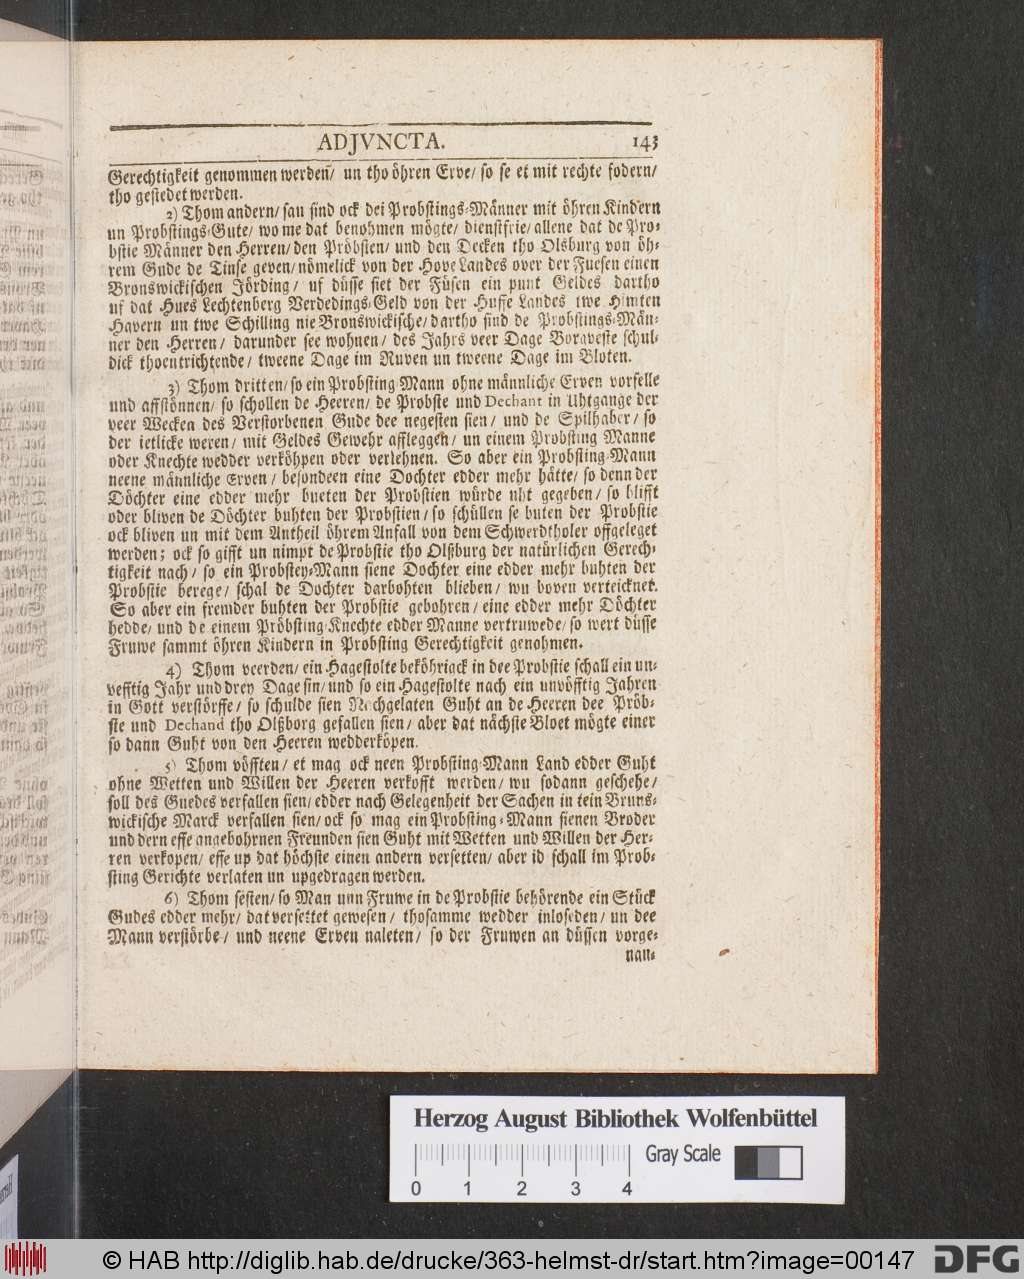 ADJVNCTA. 143
Gerechtigkeit genommen werden/ un tho öhren Erve/ so se et mit rechte fodern/
tho gestedet werden.
2) Thom andern/ san sind ock dei Probstings-Männer mit öhren Kindern
un Probstings-Gute/ wo me dat benohmen mögte/ dienstfrie/ allene dat de Pro-
bstie Männer den Herren/ den Pröbsten/ und den Decken tho Olsburg von öh-
rem Gude de Tinse geven/ nömelick von der Hove Landes over der Fuesen einen
Bronswickischen Jörding/ uf düsse siet der Füsen ein punt Geldes dartho
uf dat Hues Lechtenberg Verdedings-Geld von der Huffe Landes twe Himten
Havern un twe Schilling nie Bronswickische/ dartho sind de Probstings-Män-
ner den Herren/ darunder see wohnen/ des Jahrs veer Dage Boraveste schul-
dick thoentrichtende/ tweene Dage im Ruven un tweene Dage im Bloten.
3) Thom dritten/ so ein Probsting-Mann ohne männliche Erven vorfelle
und affstönnen/ so schollen de Heeren/ de Probste und Dechant in Uhtgange der
veer Wecken des Verstorbenen Gude dee negesten sien/ und de Spilhaber/ so
der ietlicke weren/ mit Geldes Gewehr affleggen/ un einem Probsting Manne
oder Knechte wedder verköhpen oder verlehnen. So aber ein Probsting-Mann
neene männliche Erven/ besondeen eine Dochter edder mehr hätte/ so denn der
Döchter eine edder mehr bueten der Probstien würde uht gegeben/ so blifft
oder bliven de Döchter buhten der Probstien/ so schüllen se buten der Probstie
ock bliven un mit dem Antheil öhrem Anfall von dem Schwerdtholer offgeleget
werden; ock so gifft un nimpt de Probstie tho Olßburg der natürlichen Gerech-
tigkeit nach/ so ein Probstey-Mann siene Dochter eine edder mehr buhten der
Probstie berege/ schal de Dochter darbohten blieben/ wu boven verteicknet.
So aber ein fremder buhten der Probstie gebohren/ eine edder mehr Döchter
hedde/ und de einem Pröbsting-Knechte edder Manne vertruwede/ so wert düsse
Fruwe sammt öhren Kindern in Probsting Gerechtigkeit genohmen.
4) Thom veerden/ ein Hagestolte beköhriack in dee Probstie schall ein un-
vefftig Jahr und drey Dage sin/ und so ein Hagestolte nach ein unvöfftig Jahren
in Gott verstörffe/ so schulde sien Nochgelaten Guht an de Heeren dee Pröb-
ste und Dechand tho Olßborg gefallen sien/ aber dat nächste Bloet mögte einer
so dann Guht von den Heeren wedderköpen.
5) Thom vöfften/ et mag ock neen Probsting-Mann Land edder Guht
ohne Wetten und Willen der Heeren verkofft werden/ wu sodann geschehe/
soll des Guedes verfallen sien/ edder nach Gelegenheit der Sachen in tein Bruns-
wickische Marck verfallen sien/ ock so mag ein Probsting-Mann sienen Broder
und dern effe angebohrnen Freunden sien Guht mit Wetten und Willen der Her-
ren verkopen/ effe up dat höchste einen andern versetten/ aber id schall im Prob-
sting Gerichte verlaten un upgedragen werden.
6) Thom sesten/ so Man unn Fruwe in de Probstie behörende ein Stück
Gudes edder mehr/ dat versettet gewesen/ thosamme wedder inloseden/ un dee
Mann verstörbe/ und neene Erven naleten/ so der Fruwen an düssen vorge-
nan-
Herzog August Bibliothek Wolfenbüttel
Gray Scale
0 1 2 3 4
© HAB http://diglib.hab.de/drucke/363-helmst-dr/start.htm?image=00147
DFG